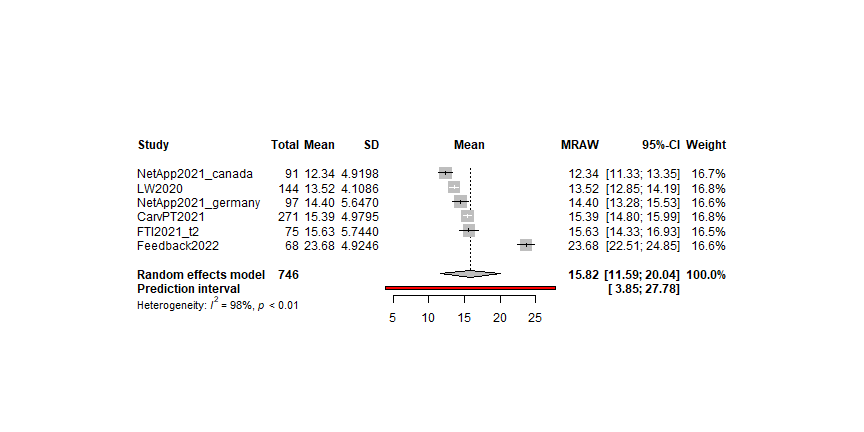 Study Total Mean SD Mean MRAW 95%-CI Weight
NetApp2021_canada 91 12.34 4.9198 12.34 [11.33; 13.35] 16.7%
LW2020 144 13.52 4.1086 13.52 [12.85; 14.19] 16.8%
NetApp2021_germany 97 14.40 5.6470 14.40 [13.28; 15.53] 16.7%
CarvPT2021 271 15.39 4.9795 15.39 [14.80; 15.99] 16.8%
FTI2021_t2 75 15.63 5.7440 15.63 [14.33; 16.93] 16.5%
Feedback2022 68 23.68 4.9246 23.68 [22.51; 24.85] 16.6%
Random effects model 746 15.82 [11.59; 20.04] 100.0%
Prediction interval [ 3.85; 27.78]
Heterogeneity: I² = 98%, p < 0.01
5 10 15 20 25